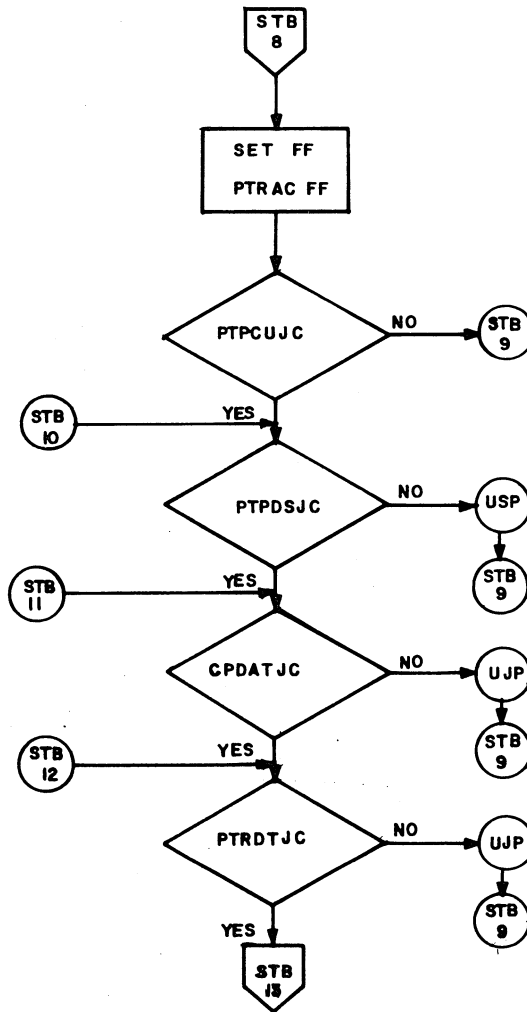 STB
8
SET FF
PTRAC FF
PTPCUJC
NO
STB
9
STB
10
YES
PTPDSJC
NO
USP
STB
9
STB
11
YES
CPDATJC
NO
UJP
STB
9
STB
12
YES
PTRDTJC
NO
UJP
STB
9
YES
STB
13